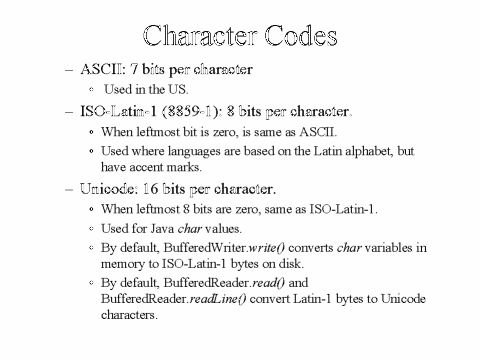 Character Codes
– ASCII: 7 bits per character
◦ Used in the US.
– ISO-Latin-1 (8859-1): 8 bits per character.
◦ When leftmost bit is zero, is same as ASCII.
◦ Used where languages are based on the Latin alphabet, but
have accent marks.
– Unicode: 16 bits per character.
◦ When leftmost 8 bits are zero, same as ISO-Latin-1.
◦ Used for Java char values.
◦ By default, BufferedWriter.write() converts char variables in
memory to ISO-Latin-1 bytes on disk.
◦ By default, BufferedReader.read() and
BufferedReader.readLine() convert Latin-1 bytes to Unicode
characters.